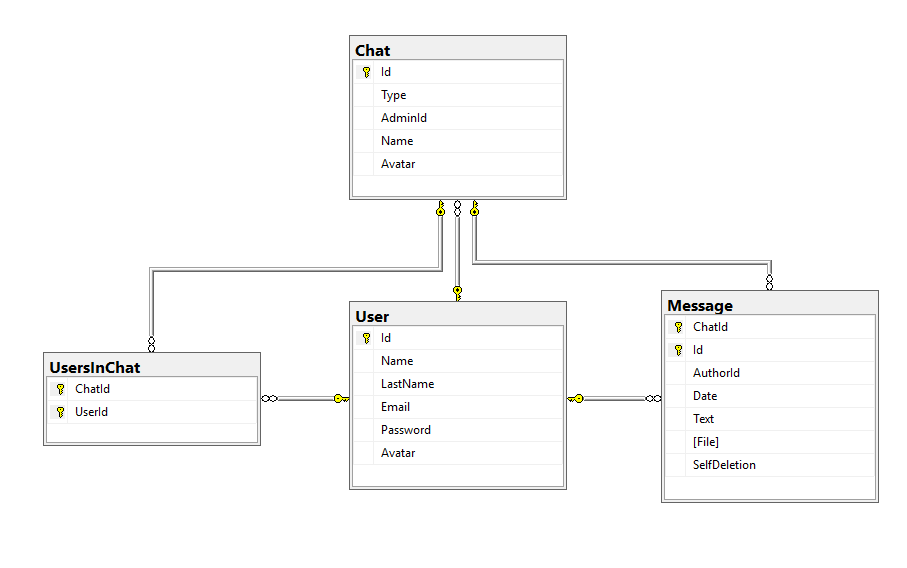 Chat
Id
Type
AdminId
Name
Avatar
User
Id
Name
LastName
Email
Password
Avatar
Message
ChatId
Id
AuthorId
Date
Text
[File]
SelfDeletion
UsersInChat
ChatId
UserId